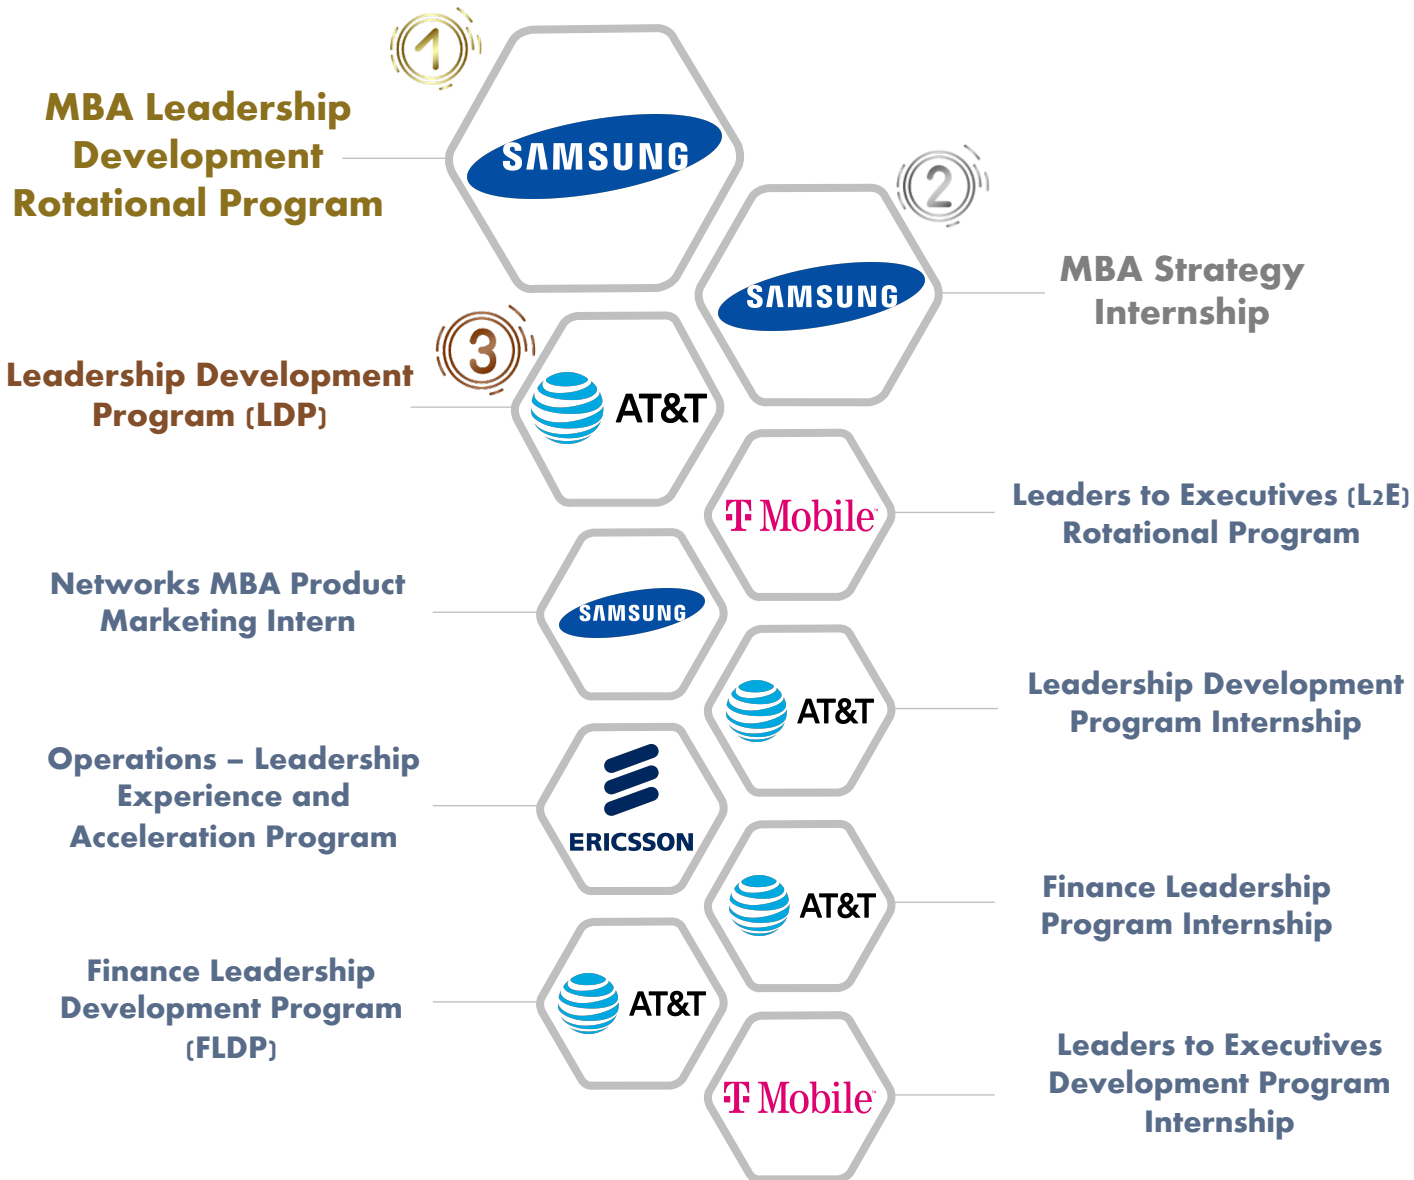 1
MBA Leadership
Development
Rotational Program
SAMSUNG
2
SAMSUNG
MBA Strategy
Internship
3
Leadership Development
Program (LDP)
AT&T
T Mobile
Leaders to Executives (L2E)
Rotational Program
Networks MBA Product
Marketing Intern
SAMSUNG
AT&T
Leadership Development
Program Internship
Operations – Leadership
Experience and
Acceleration Program
ERICSSON
AT&T
Finance Leadership
Program Internship
Finance Leadership
Development Program
(FLDP)
AT&T
T Mobile
Leaders to Executives
Development Program
Internship